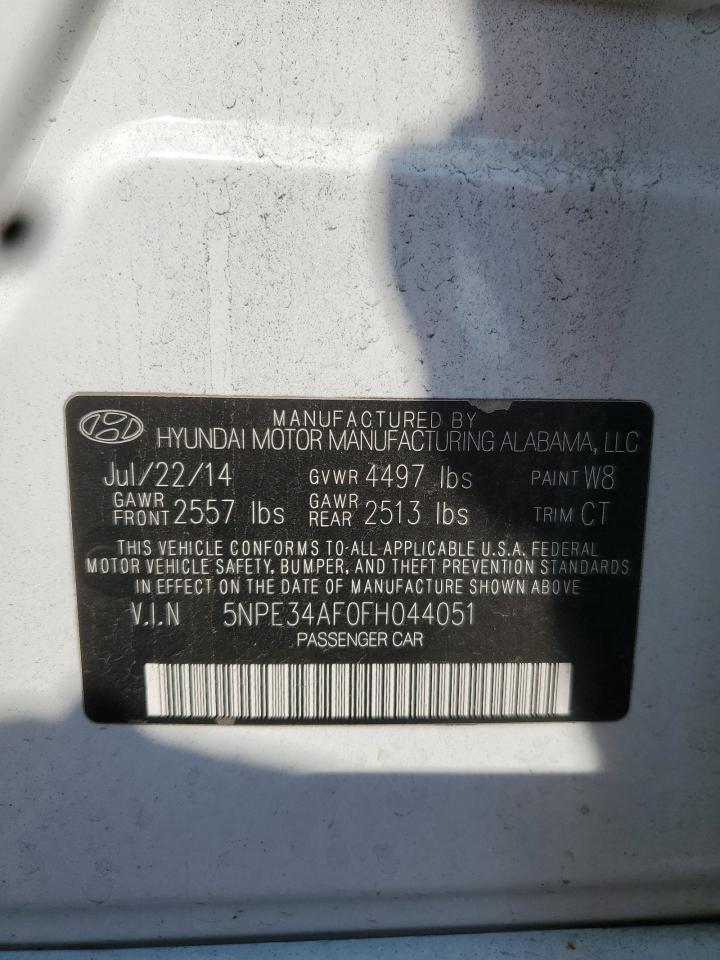 MANUFACTURED BY
HYUNDAI MOTOR MANUFACTURING ALABAMA, LLC
Jul/22/14 GVWR 4497 lbs PAINT W8
GAWR FRONT 2557 lbs GAWR REAR 2513 lbs TRIM CT
THIS VEHICLE CONFORMS TO ALL APPLICABLE U.S.A. FEDERAL
MOTOR VEHICLE SAFETY, BUMPER, AND THEFT PREVENTION STANDARDS
IN EFFECT ON THE DATE OF MANUFACTURE SHOWN ABOVE
V.I.N 5NPE34AF0FH044051
PASSENGER CAR